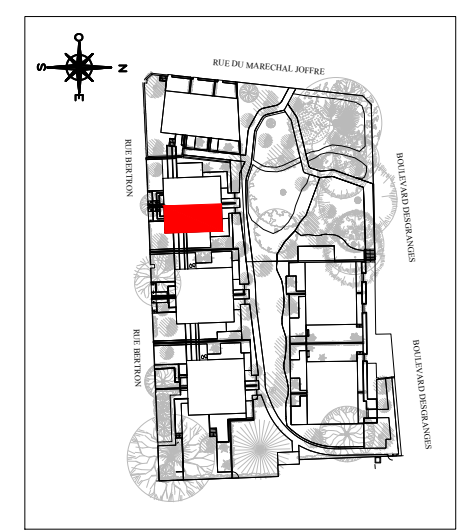 O
S
N
E
RUE DU MARECHAL JOFFRE
RUE BERTRON
BOULEVARD DESGRANGES
RUE BERTRON
BOULEVARD DESGRANGES